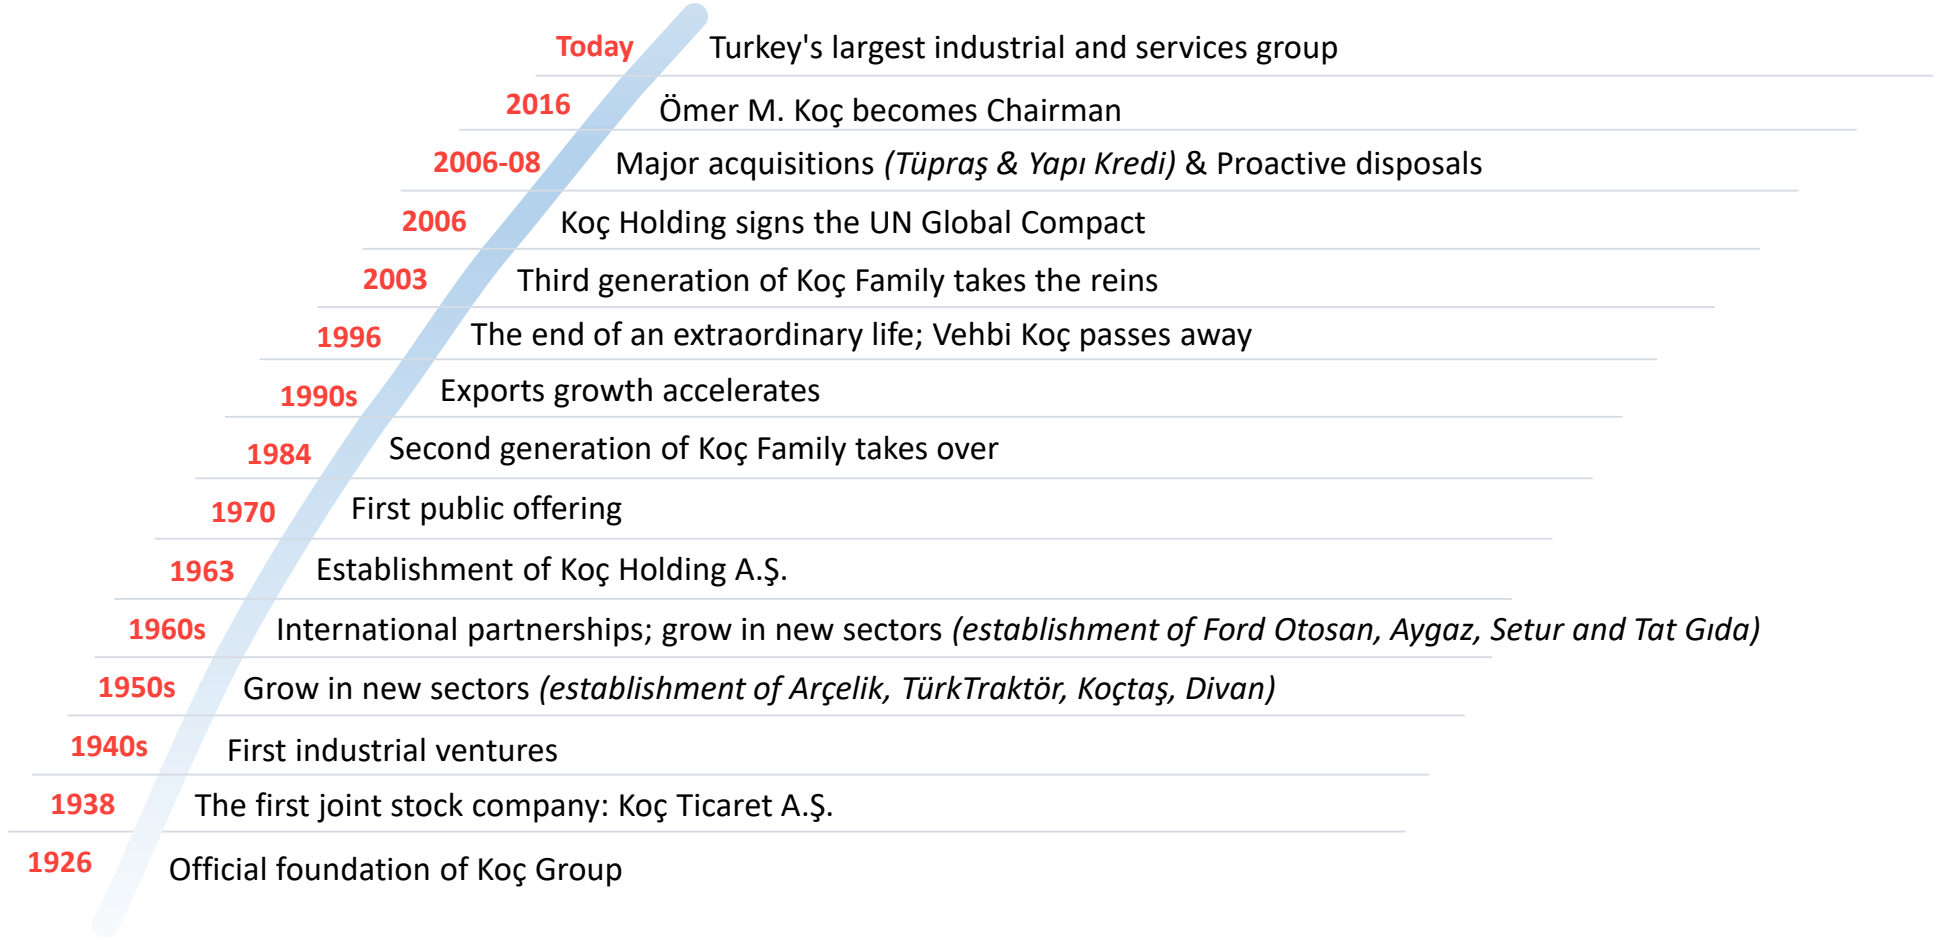 Today Turkey's largest industrial and services group
2016 Ömer M. Koç becomes Chairman
2006-08 Major acquisitions (Tüpraş & Yapı Kredi) & Proactive disposals
2006 Koç Holding signs the UN Global Compact
2003 Third generation of Koç Family takes the reins
1996 The end of an extraordinary life; Vehbi Koç passes away
1990s Exports growth accelerates
1984 Second generation of Koç Family takes over
1970 First public offering
1963 Establishment of Koç Holding A.Ş.
1960s International partnerships; grow in new sectors (establishment of Ford Otosan, Aygaz, Setur and Tat Gıda)
1950s Grow in new sectors (establishment of Arçelik, TürkTraktör, Koçtaş, Divan)
1940s First industrial ventures
1938 The first joint stock company: Koç Ticaret A.Ş.
1926 Official foundation of Koç Group